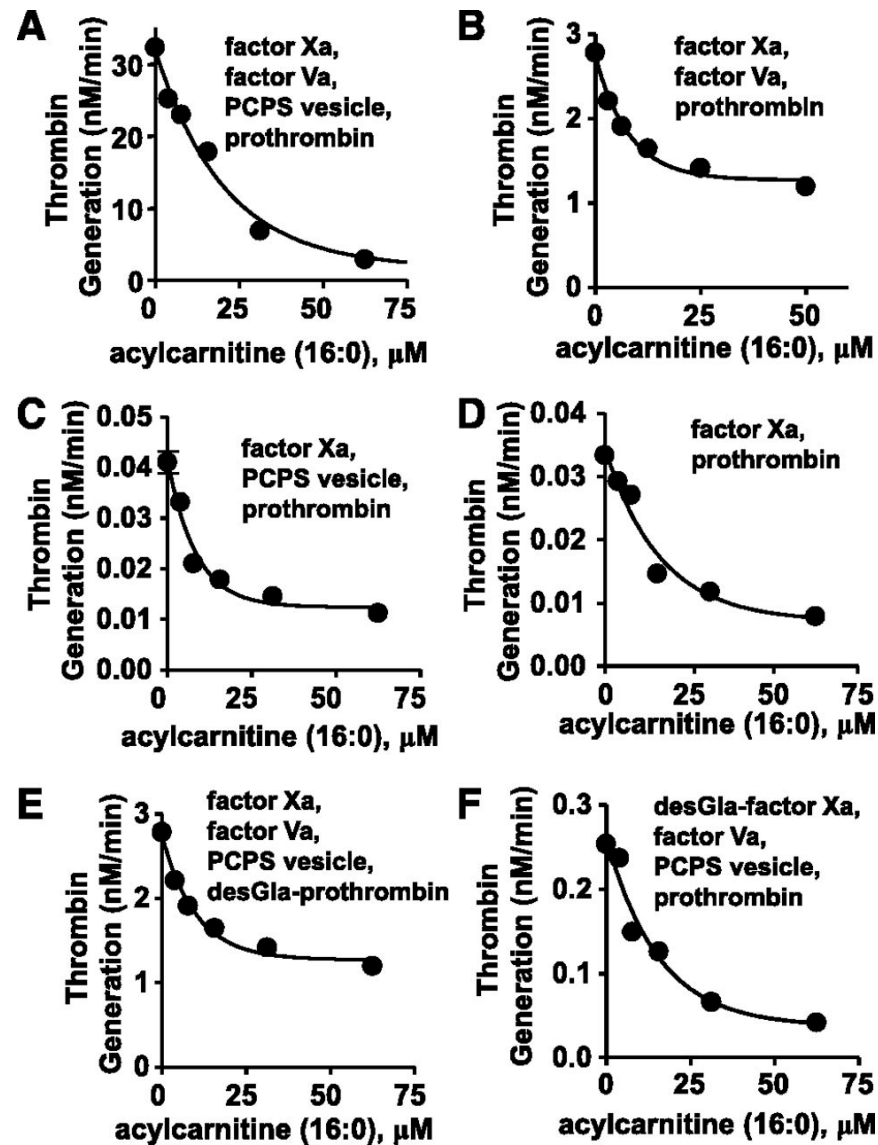 A
Thrombin
Generation (nM/min)
30
20
10
0
factor Xa,
factor Va,
PCPS vesicle,
prothrombin
0 25 50 75
acylcarnitine (16:0), μM
B
Thrombin
Generation (nM/min)
3
2
1
0
factor Xa,
factor Va,
prothrombin
0 25 50
acylcarnitine (16:0), μM
C
Thrombin
Generation (nM/min)
0.05
0.04
0.03
0.02
0.01
0.00
factor Xa,
PCPS vesicle,
prothrombin
0 25 50 75
acylcarnitine (16:0), μM
D
Thrombin
Generation (nM/min)
0.04
0.03
0.02
0.01
0.00
factor Xa,
prothrombin
0 25 50 75
acylcarnitine (16:0), μM
E
Thrombin
Generation (nM/min)
3
2
1
0
factor Xa,
factor Va,
PCPS vesicle,
desGla-prothrombin
0 25 50 75
acylcarnitine (16:0), μM
F
Thrombin
Generation (nM/min)
0.3
0.2
0.1
0.0
desGla-factor Xa,
factor Va,
PCPS vesicle,
prothrombin
0 25 50 75
acylcarnitine (16:0), μM